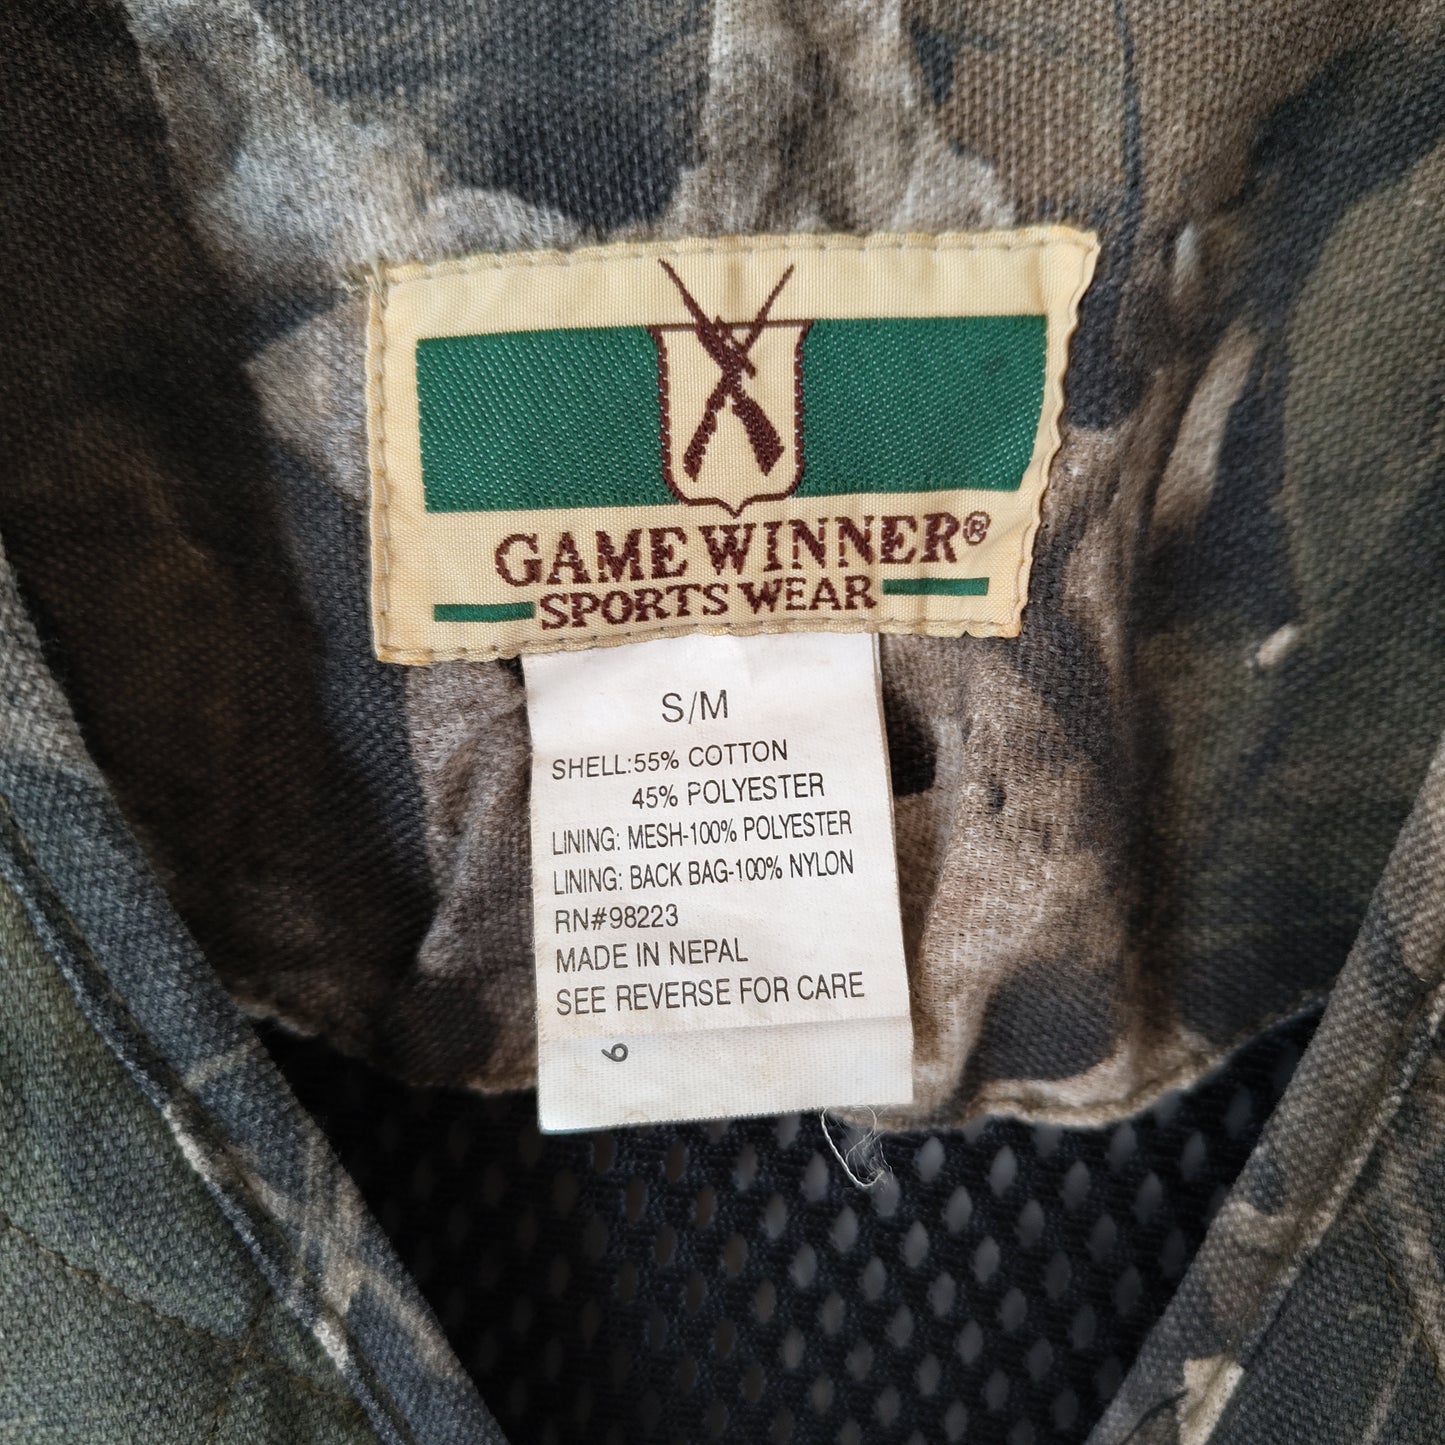 GAME WINNER®
SPORTS WEAR
S/M
SHELL:55% COTTON
45% POLYESTER
LINING: MESH-100% POLYESTER
LINING: BACK BAG-100% NYLON
RN#98223
MADE IN NEPAL
SEE REVERSE FOR CARE
6